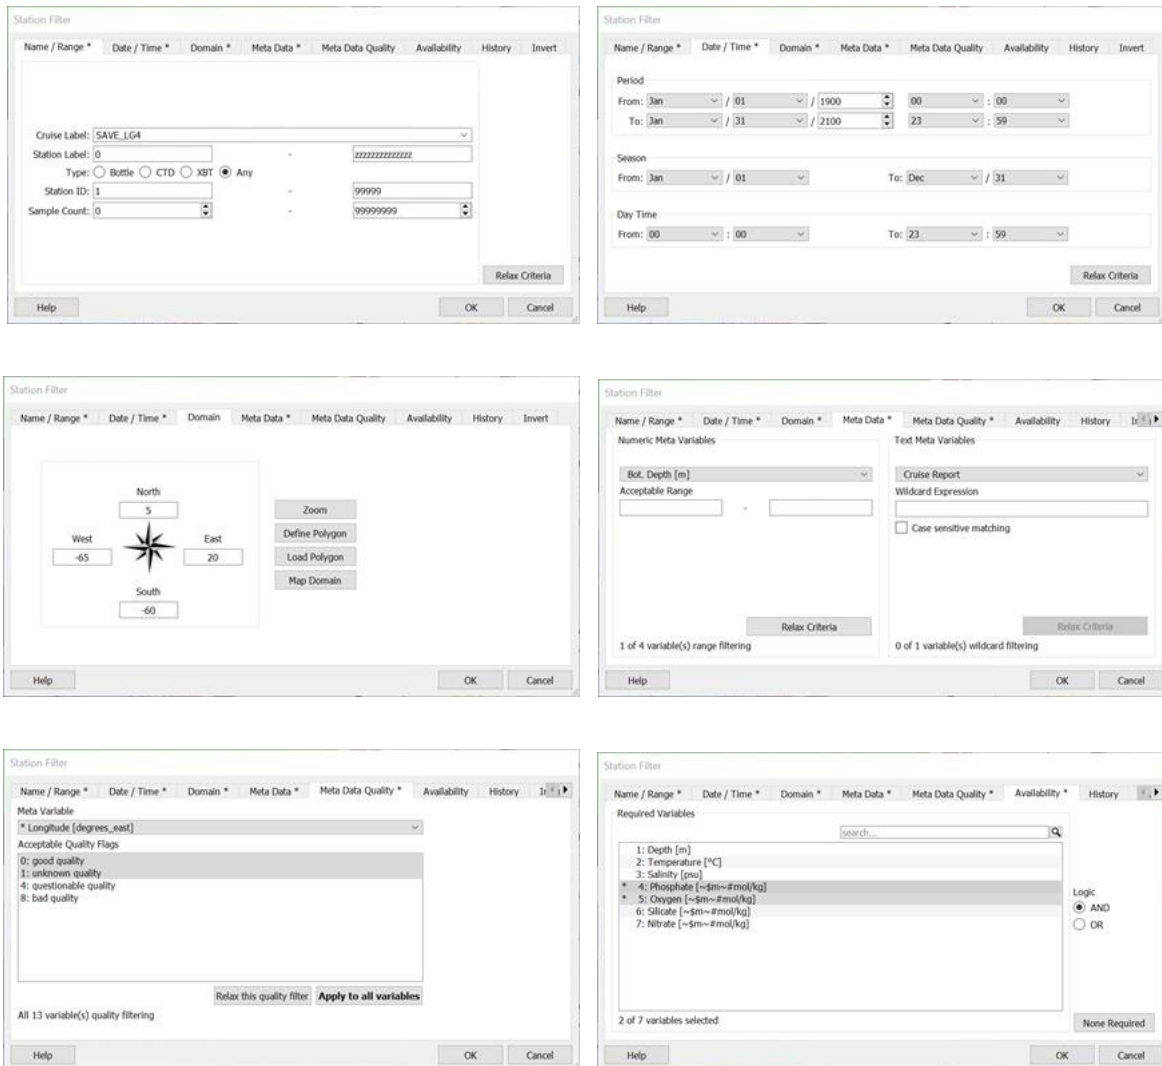 Station Filter
Name / Range * Date / Time * Domain * Meta Data * Meta Data Quality Availability History Invert
Cruise Label: SAVE_LG4
Station Label: 0 - zzzzzzzzzzzzzz
Type: Bottle CTD XBT Any
Station ID: 1 - 99999
Sample Count: 0 - 99999999
Relax Criteria
Help OK Cancel
Station Filter
Name / Range * Date / Time * Domain * Meta Data * Meta Data Quality Availability History Invert
Period
From: Jan / 01 / 1900 00 : 00
To: Jan / 31 / 2100 23 : 59
Season
From: Jan / 01 To: Dec / 31
Day Time
From: 00 : 00 To: 23 : 59
Relax Criteria
Help OK Cancel
Station Filter
Name / Range * Date / Time * Domain Meta Data * Meta Data Quality Availability History Invert
North
5
West East
-65 20
South
-60
Zoom
Define Polygon
Load Polygon
Map Domain
Help OK Cancel
Station Filter
Name / Range * Date / Time * Domain * Meta Data * Meta Data Quality * Availability History
Numeric Meta Variables
Bot. Depth [m]
Acceptable Range
-
Relax Criteria
1 of 4 variable(s) range filtering
Text Meta Variables
Cruise Report
Wildcard Expression
Case sensitive matching
Relax Criteria
0 of 1 variable(s) wildcard filtering
Help OK Cancel
Station Filter
Name / Range * Date / Time * Domain * Meta Data * Meta Data Quality * Availability History
Meta Variable
* Longitude [degrees_east]
Acceptable Quality Flags
0: good quality
1: unknown quality
4: questionable quality
8: bad quality
Relax this quality filter Apply to all variables
All 13 variable(s) quality filtering
Help OK Cancel
Station Filter
Name / Range * Date / Time * Domain * Meta Data * Meta Data Quality * Availability * History
Required Variables
search...
1: Depth [m]
2: Temperature [°C]
3: Salinity [psu]
* 4: Phosphate [~$m~#mol/kg]
* 5: Oxygen [~$m~#mol/kg]
6: Silicate [~$m~#mol/kg]
7: Nitrate [~$m~#mol/kg]
Logic
AND
OR
2 of 7 variables selected
None Required
Help OK Cancel